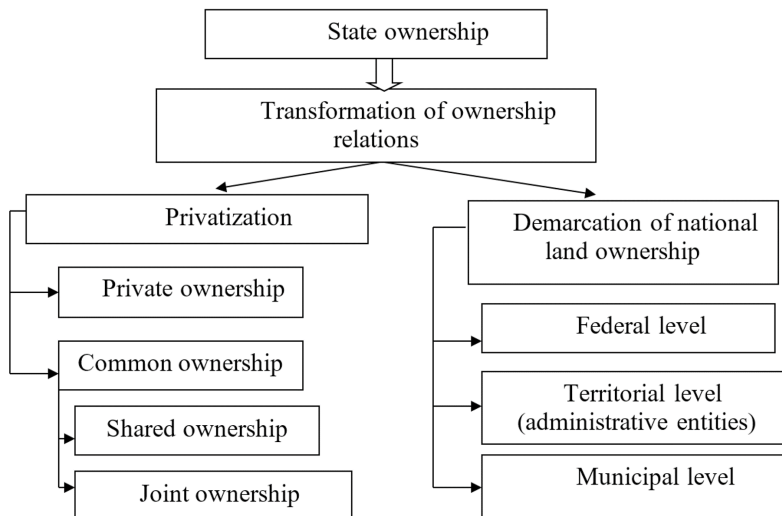 State ownership
Transformation of ownership
relations
Privatization
Private ownership
Common ownership
Shared ownership
Joint ownership
Demarcation of national
land ownership
Federal level
Territorial level
(administrative entities)
Municipal level